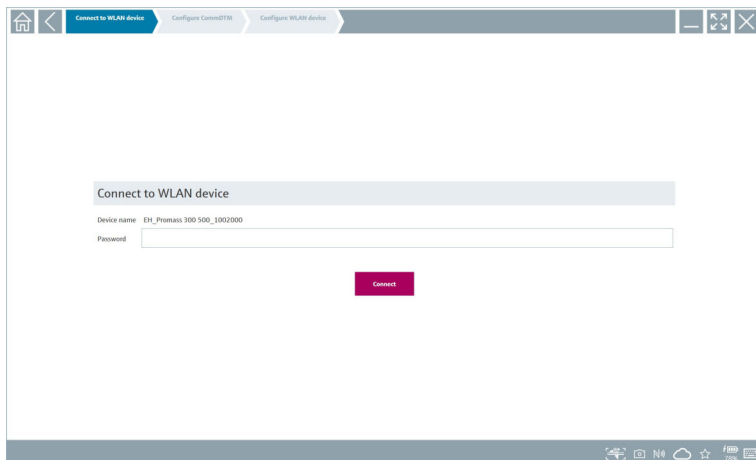 Connect to WLAN device
Configure CommDTM
Configure WLAN device
Connect to WLAN device
Device name EH_Promass 300 500_1002000
Password
Connect
78%